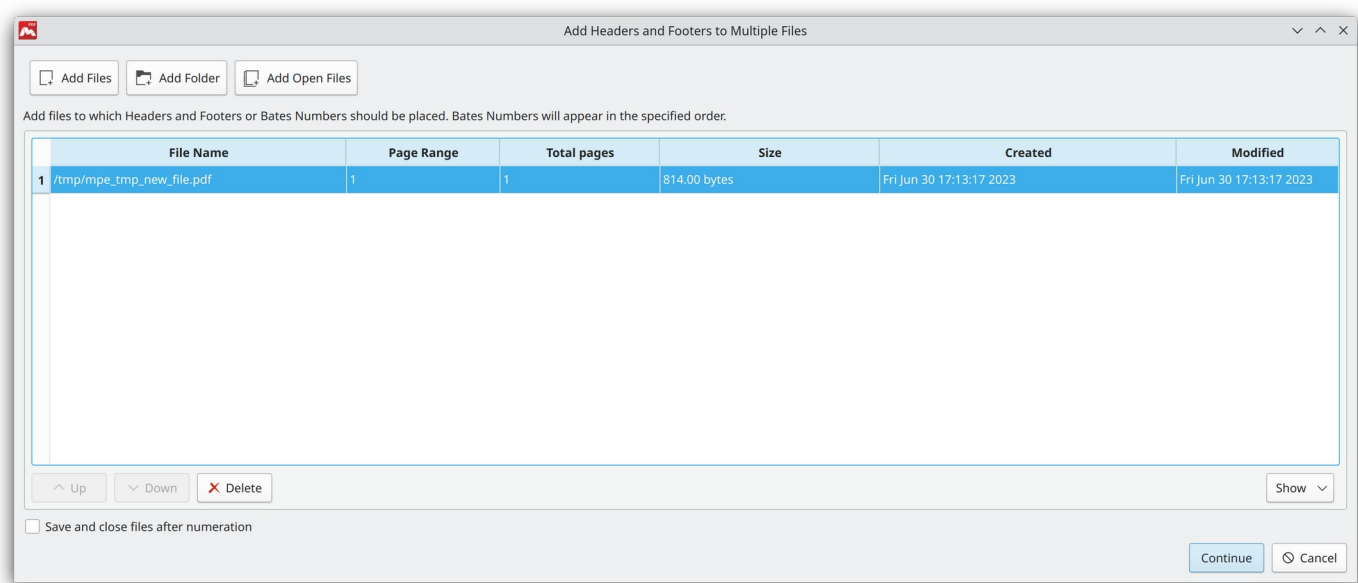 PDF
Add Headers and Footers to Multiple Files
Add Files Add Folder Add Open Files
Add files to which Headers and Footers or Bates Numbers should be placed. Bates Numbers will appear in the specified order.
File Name Page Range Total pages Size Created Modified
1 /tmp/mpe_tmp_new_file.pdf 1 1 814.00 bytes Fri Jun 30 17:13:17 2023 Fri Jun 30 17:13:17 2023
Up Down Delete Show
Save and close files after numeration
Continue Cancel